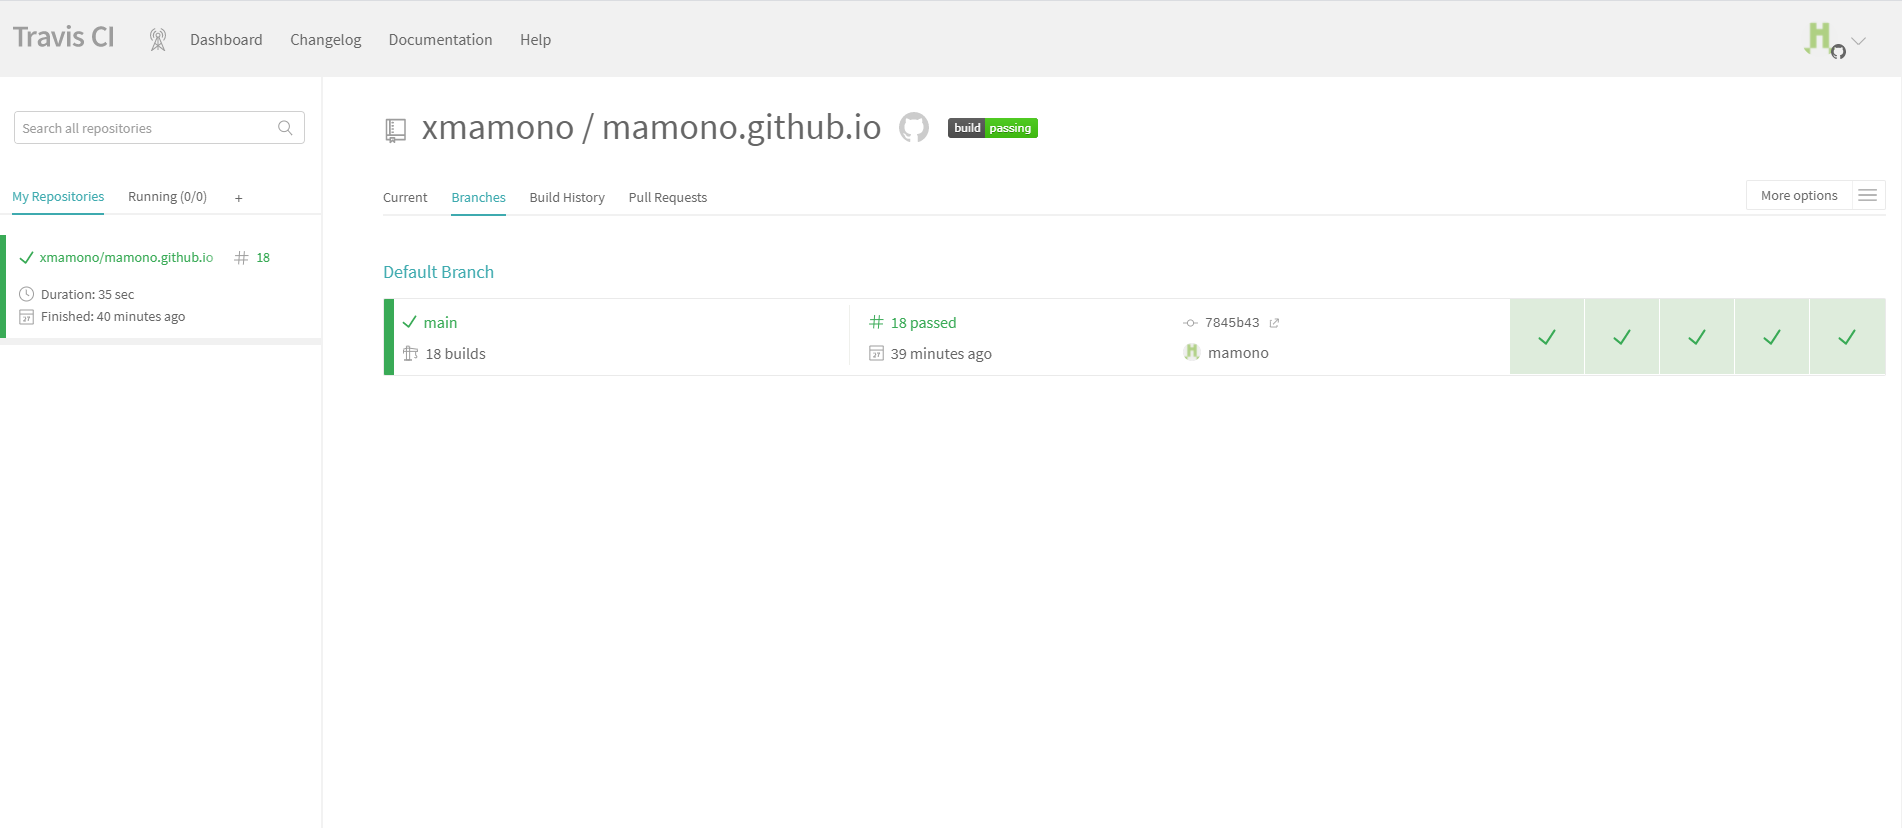 Travis CI Dashboard Changelog Documentation Help
Search all repositories
My Repositories Running (0/0) +
xmamono/mamono.github.io # 18
Duration: 35 sec
27 Finished: 40 minutes ago
xmamono / mamono.github.io build passing
Current Branches Build History Pull Requests More options
Default Branch
main # 18 passed 7845b43
18 builds 27 39 minutes ago mamono